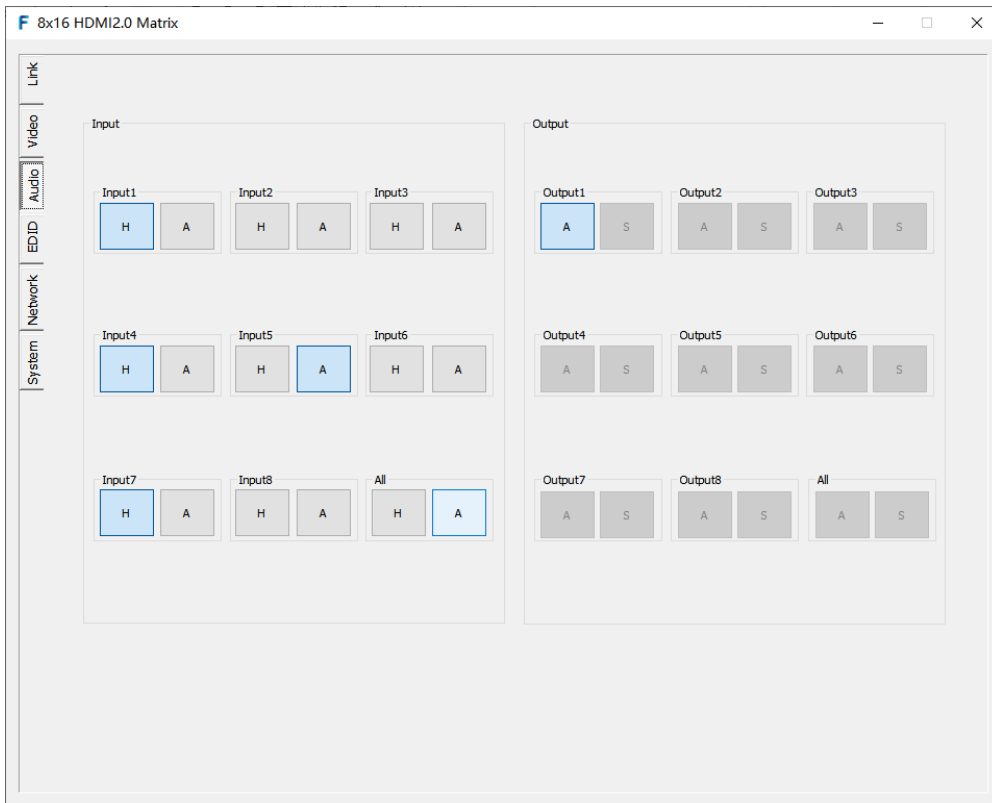 8x16 HDMI2.0 Matrix
Link
Video
Audio
EDID
Network
System
Input
Input1 Input2 Input3
H A H A H A
Input4 Input5 Input6
H A H A H A
Input7 Input8 All
H A H A H A
Output
Output1 Output2 Output3
A S A S A S
Output4 Output5 Output6
A S A S A S
Output7 Output8 All
A S A S A S